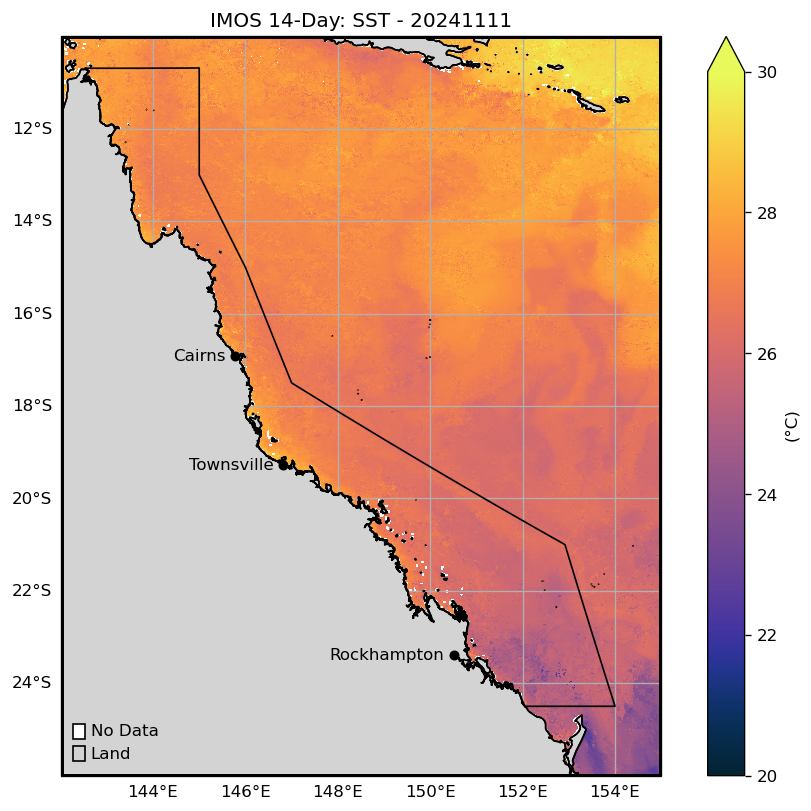 IMOS 14-Day: SST - 20241111
12°S
14°S
16°S
18°S
20°S
22°S
24°S
Cairns
Townsville
Rockhampton
No Data
Land
144°E 146°E 148°E 150°E 152°E 154°E
30
28
26
24
22
20
(°C)